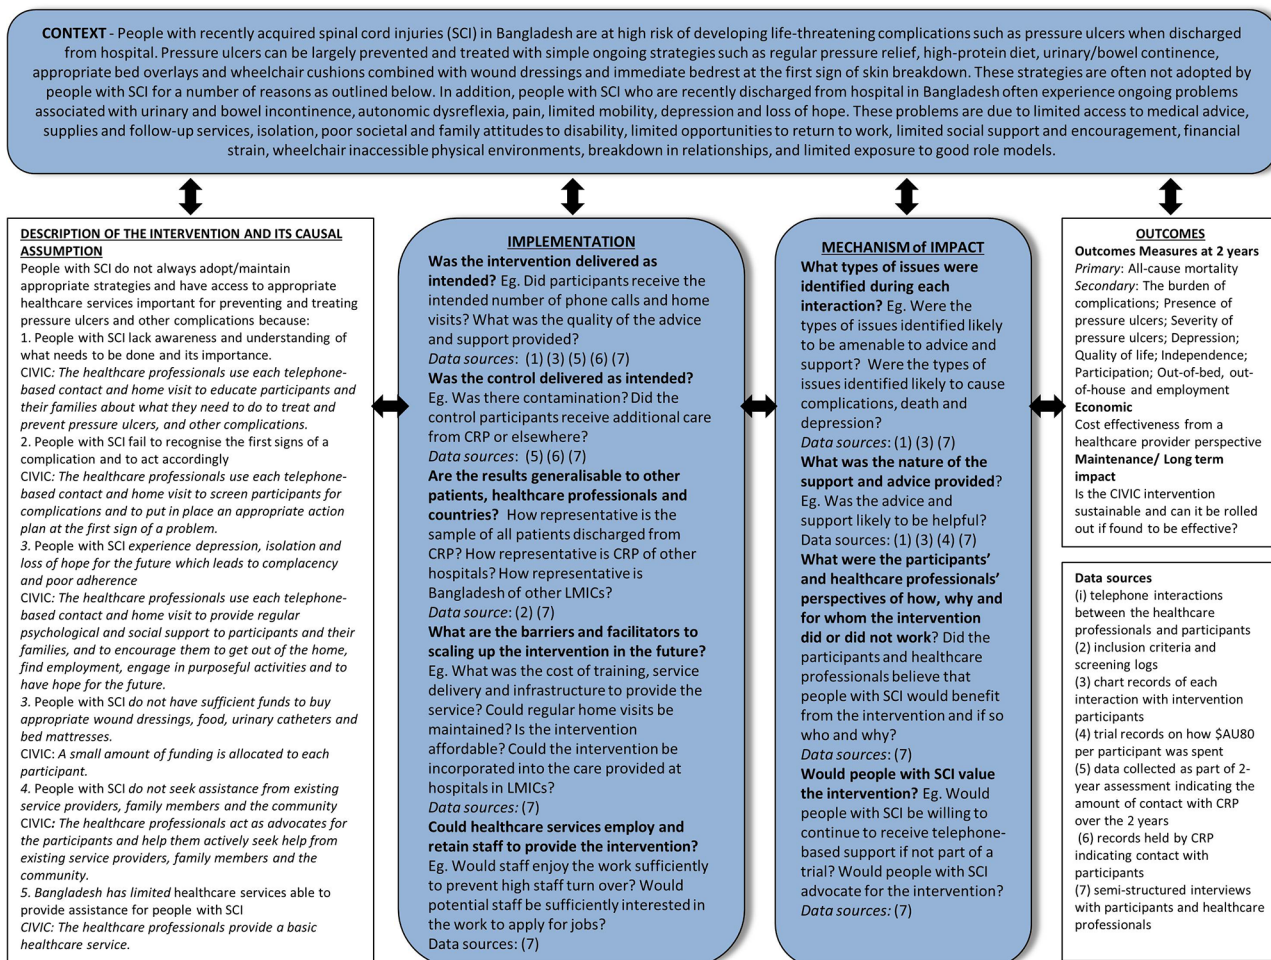 CONTEXT - People with recently acquired spinal cord injuries (SCI) in Bangladesh are at high risk of developing life-threatening complications such as pressure ulcers when discharged
from hospital. Pressure ulcers can be largely prevented and treated with simple ongoing strategies such as regular pressure relief, high-protein diet, urinary/bowel continence,
appropriate bed overlays and wheelchair cushions combined with wound dressings and immediate bedrest at the first sign of skin breakdown. These strategies are often not adopted by
people with SCI for a number of reasons as outlined below. In addition, people with SCI who are recently discharged from hospital in Bangladesh often experience ongoing problems
associated with urinary and bowel incontinence, autonomic dysreflexia, pain, limited mobility, depression and loss of hope. These problems are due to limited access to medical advice,
supplies and follow-up services, isolation, poor societal and family attitudes to disability, limited opportunities to return to work, limited social support and encouragement, financial
strain, wheelchair inaccessible physical environments, breakdown in relationships, and limited exposure to good role models.
DESCRIPTION OF THE INTERVENTION AND ITS CAUSAL
ASSUMPTION
People with SCI do not always adopt/maintain
appropriate strategies and have access to appropriate
healthcare services important for preventing and treating
pressure ulcers and other complications because:
1. People with SCI lack awareness and understanding of
what needs to be done and its importance.
CIVIC: The healthcare professionals use each telephone-
based contact and home visit to educate participants and
their families about what they need to do to treat and
prevent pressure ulcers, and other complications.
2. People with SCI fail to recognise the first signs of a
complication and to act accordingly
CIVIC: The healthcare professionals use each telephone-
based contact and home visit to screen participants for
complications and to put in place an appropriate action
plan at the first sign of a problem.
3. People with SCI experience depression, isolation and
loss of hope for the future which leads to complacency
and poor adherence
CIVIC: The healthcare professionals use each telephone-
based contact and home visit to provide regular
psychological and social support to participants and their
families, and to encourage them to get out of the home,
find employment, engage in purposeful activities and to
have hope for the future.
3. People with SCI do not have sufficient funds to buy
appropriate wound dressings, food, urinary catheters and
bed mattresses.
CIVIC: A small amount of funding is allocated to each
participant.
4. People with SCI do not seek assistance from existing
service providers, family members and the community
CIVIC: The healthcare professionals act as advocates for
the participants and help them actively seek help from
existing service providers, family members and the
community.
5. Bangladesh has limited healthcare services able to
provide assistance for people with SCI
CIVIC: The healthcare professionals provide a basic
healthcare service.
IMPLEMENTATION
Was the intervention delivered as
intended? Eg. Did participants receive the
intended number of phone calls and home
visits? What was the quality of the advice
and support provided?
Data sources: (1) (3) (5) (6) (7)
Was the control delivered as intended?
Eg. Was there contamination? Did the
control participants receive additional care
from CRP or elsewhere?
Data sources: (5) (6) (7)
Are the results generalisable to other
patients, healthcare professionals and
countries? How representative is the
sample of all patients discharged from
CRP? How representative is CRP of other
hospitals? How representative is
Bangladesh of other LMICs?
Data source: (2) (7)
What are the barriers and facilitators to
scaling up the intervention in the future?
Eg. What was the cost of training, service
delivery and infrastructure to provide the
service? Could regular home visits be
maintained? Is the intervention
affordable? Could the intervention be
incorporated into the care provided at
hospitals in LMICs?
Data sources: (7)
Could healthcare services employ and
retain staff to provide the intervention?
Eg. Would staff enjoy the work sufficiently
to prevent high staff turn over? Would
potential staff be sufficiently interested in
the work to apply for jobs?
Data sources: (7)
MECHANISM of IMPACT
What types of issues were
identified during each
interaction? Eg. Were the
types of issues identified likely
to be amenable to advice and
support? Were the types of
issues identified likely to cause
complications, death and
depression?
Data sources: (1) (3) (7)
What was the nature of the
support and advice provided?
Eg. Was the advice and
support likely to be helpful?
Data sources: (1) (3) (4) (7)
What were the participants'
and healthcare professionals'
perspectives of how, why and
for whom the intervention
did or did not work? Did the
participants and healthcare
professionals believe that
people with SCI would benefit
from the intervention and if so
who and why?
Data sources: (7)
Would people with SCI value
the intervention? Eg. Would
people with SCI be willing to
continue to receive telephone-
based support if not part of a
trial? Would people with SCI
advocate for the intervention?
Data sources: (7)
OUTCOMES
Outcomes Measures at 2 years
Primary: All-cause mortality
Secondary: The burden of
complications; Presence of
pressure ulcers; Severity of
pressure ulcers; Depression;
Quality of life; Independence;
Participation; Out-of-bed, out-
of-house and employment
Economic
Cost effectiveness from a
healthcare provider perspective
Maintenance/ Long term
impact
Is the CIVIC intervention
sustainable and can it be rolled
out if found to be effective?
Data sources
(i) telephone interactions
between the healthcare
professionals and participants
(2) inclusion criteria and
screening logs
(3) chart records of each
interaction with intervention
participants
(4) trial records on how $AU80
per participant was spent
(5) data collected as part of 2-
year assessment indicating the
amount of contact with CRP
over the 2 years
(6) records held by CRP
indicating contact with
participants
(7) semi-structured interviews
with participants and healthcare
professionals